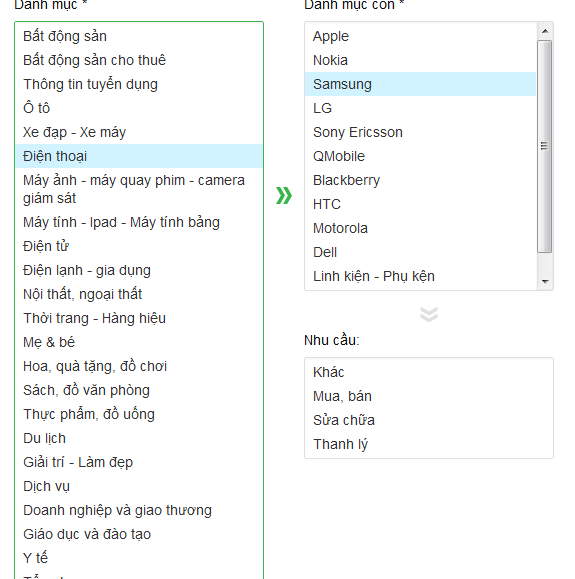 Danh mục *
Bất động sản
Bất động sản cho thuê
Thông tin tuyển dụng
Ô tô
Xe đạp - Xe máy
Điện thoại
Máy ảnh - máy quay phim - camera
giám sát
Máy tính - Ipad - Máy tính bảng
Điện tử
Điện lạnh - gia dụng
Nội thất, ngoại thất
Thời trang - Hàng hiệu
Mẹ & bé
Hoa, quà tặng, đồ chơi
Sách, đồ văn phòng
Thực phẩm, đồ uống
Du lịch
Giải trí - Làm đẹp
Dịch vụ
Doanh nghiệp và giao thương
Giáo dục và đào tạo
Y tế
Danh mục con *
Apple
Nokia
Samsung
LG
Sony Ericsson
QMobile
Blackberry
HTC
Motorola
Dell
Linh kiện - Phụ kện
Nhu cầu:
Khác
Mua, bán
Sửa chữa
Thanh lý